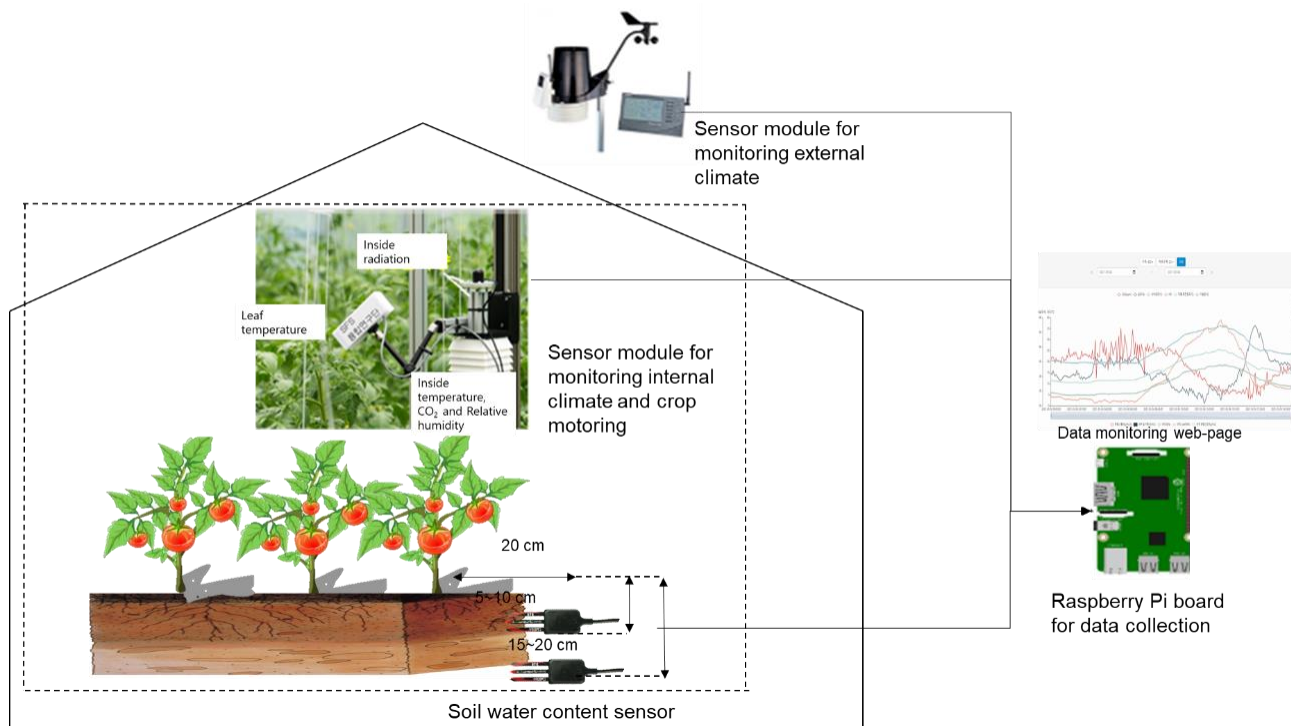 Sensor module for
monitoring external
climate
Inside
radiation
Leaf
temperature
Inside
temperature,
CO₂ and Relative
humidity
Sensor module for
monitoring internal
climate and crop
motoring
Data monitoring web-page
20 cm
5~10 cm
15~20 cm
Raspberry Pi board
for data collection
Soil water content sensor